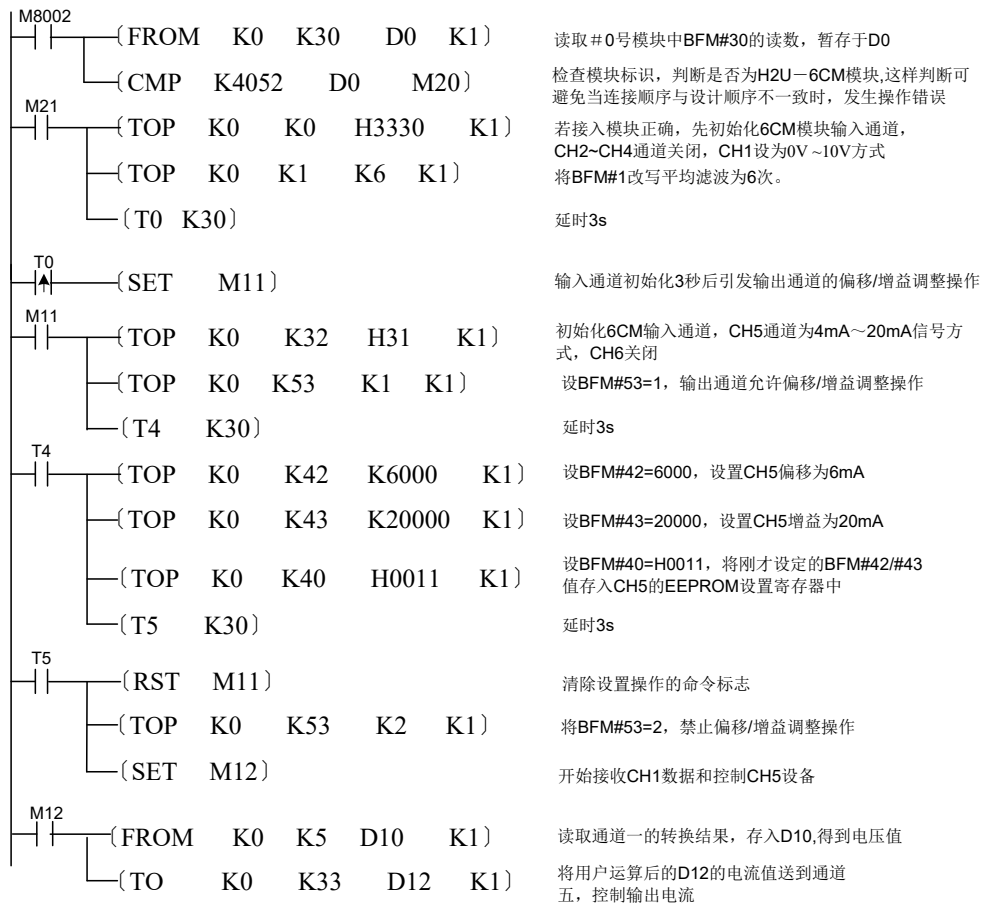 M8002
〔FROM K0 K30 D0 K1〕 读取＃0号模块中BFM#30的读数，暂存于D0
〔CMP K4052 D0 M20〕 检查模块标识，判断是否为H2U－6CM模块,这样判断可
避免当连接顺序与设计顺序不一致时，发生操作错误
M21
〔TOP K0 K0 H3330 K1〕 若接入模块正确，先初始化6CM模块输入通道，
CH2~CH4通道关闭，CH1设为0V ~10V方式
〔TOP K0 K1 K6 K1〕 将BFM#1改写平均滤波为6次。
〔T0 K30〕 延时3s
T0
〔SET M11〕 输入通道初始化3秒后引发输出通道的偏移/增益调整操作
M11
〔TOP K0 K32 H31 K1〕 初始化6CM输入通道，CH5通道为4mA～20mA信号方
式，CH6关闭
〔TOP K0 K53 K1 K1〕 设BFM#53=1，输出通道允许偏移/增益调整操作
〔T4 K30〕 延时3s
T4
〔TOP K0 K42 K6000 K1〕 设BFM#42=6000，设置CH5偏移为6mA
〔TOP K0 K43 K20000 K1〕 设BFM#43=20000，设置CH5增益为20mA
〔TOP K0 K40 H0011 K1〕 设BFM#40=H0011，将刚才设定的BFM#42/#43
值存入CH5的EEPROM设置寄存器中
〔T5 K30〕 延时3s
T5
〔RST M11〕 清除设置操作的命令标志
〔TOP K0 K53 K2 K1〕 将BFM#53=2，禁止偏移/增益调整操作
〔SET M12〕 开始接收CH1数据和控制CH5设备
M12
〔FROM K0 K5 D10 K1〕 读取通道一的转换结果，存入D10,得到电压值
〔TO K0 K33 D12 K1〕 将用户运算后的D12的电流值送到通道
五，控制输出电流